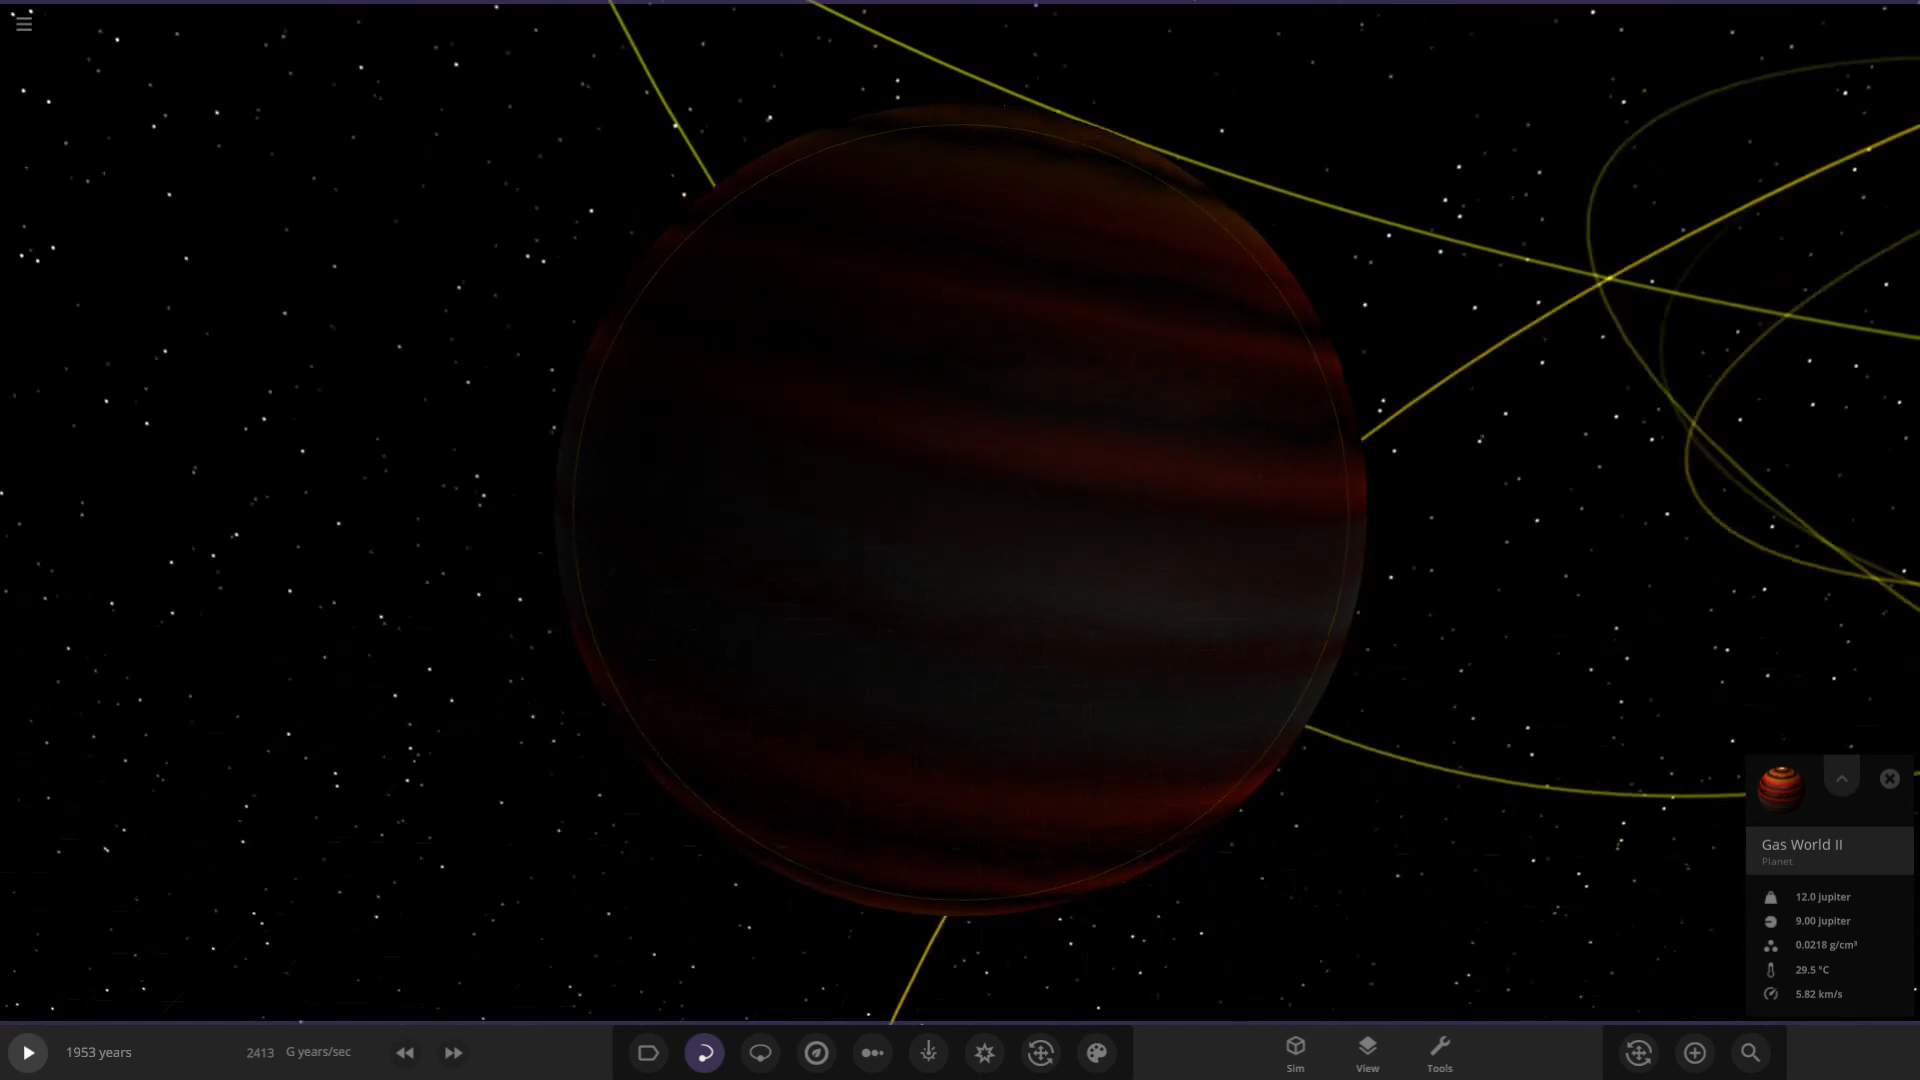 Gas World II
Planet
12.0 Jupiter
9.00 Jupiter
0.0218 g/cm³
29.5 °C
5.82 km/s
1953 years
2413 G years/sec
Sim
View
Tools